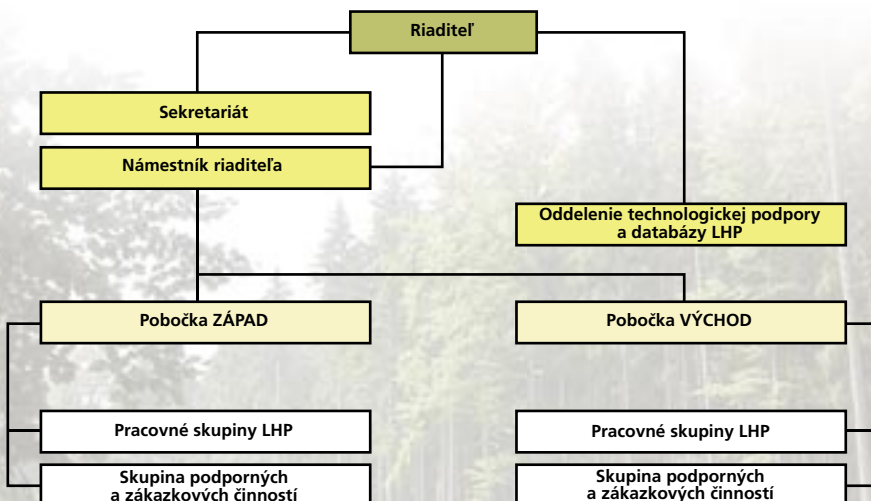 Riaditeľ
Sekretariát
Námestník riaditeľa
Oddelenie technologickej podpory
a databázy LHP
Pobočka ZÁPAD
Pobočka VÝCHOD
Pracovné skupiny LHP
Pracovné skupiny LHP
Skupina podporných
a zákazkových činností
Skupina podporných
a zákazkových činností